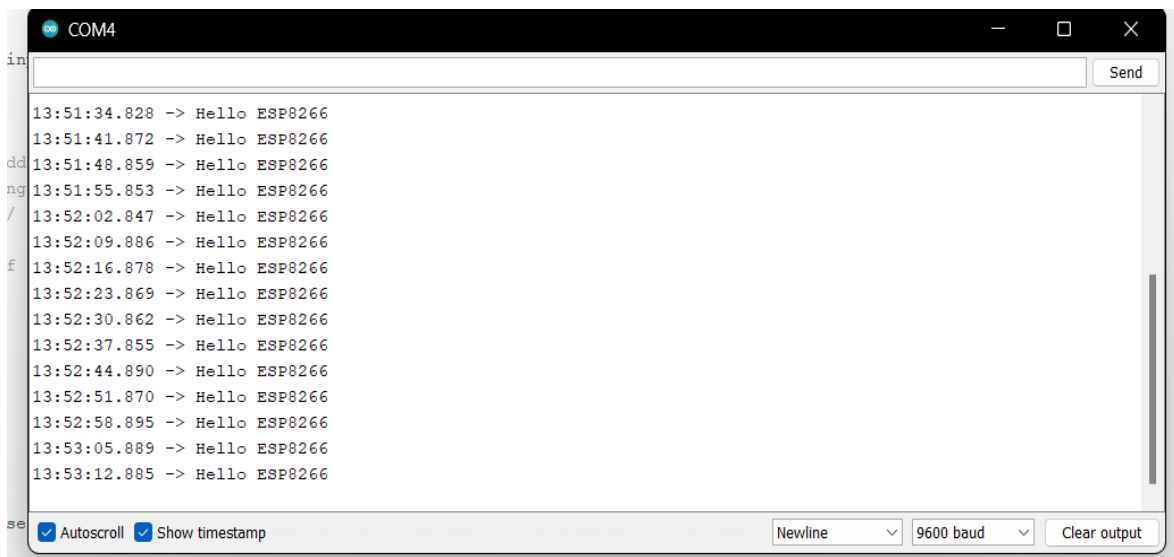 COM4
in
Send
13:51:34.828 -> Hello ESP8266
13:51:41.872 -> Hello ESP8266
dd
13:51:48.859 -> Hello ESP8266
ng
13:51:55.853 -> Hello ESP8266
/
13:52:02.847 -> Hello ESP8266
13:52:09.886 -> Hello ESP8266
f
13:52:16.878 -> Hello ESP8266
13:52:23.869 -> Hello ESP8266
13:52:30.862 -> Hello ESP8266
13:52:37.855 -> Hello ESP8266
13:52:44.890 -> Hello ESP8266
13:52:51.870 -> Hello ESP8266
13:52:58.895 -> Hello ESP8266
13:53:05.889 -> Hello ESP8266
13:53:12.885 -> Hello ESP8266
se
Autoscroll Show timestamp Newline 9600 baud Clear output